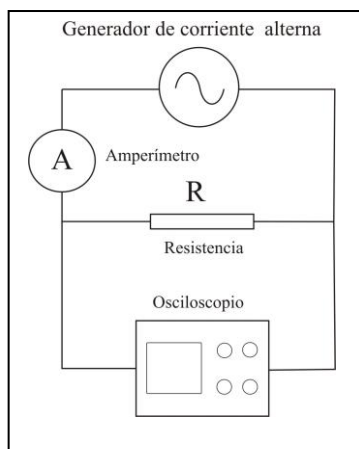 Generador de corriente alterna
A
Amperímetro
R
Resistencia
Osciloscopio